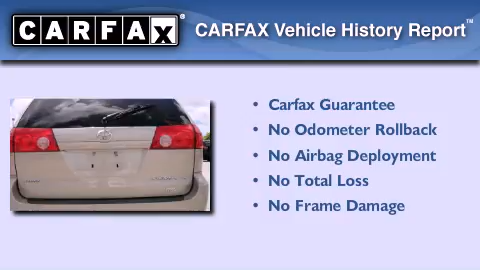 CARFAX
CARFAX Vehicle History Report™
• Carfax Guarantee
• No Odometer Rollback
• No Airbag Deployment
• No Total Loss
• No Frame Damage